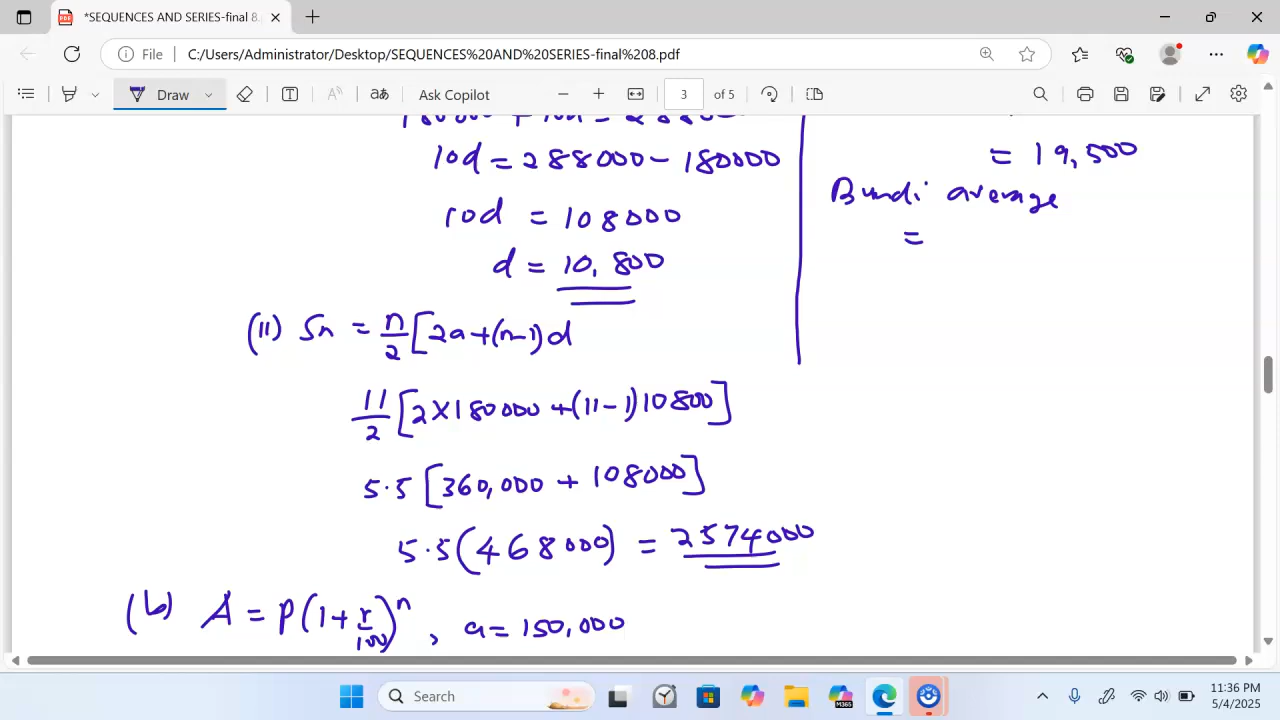 *SEQUENCES AND SERIES-final 8.
File
C:/Users/Administrator/Desktop/SEQUENCES%20AND%20SERIES-final%208.pdf
Draw
Ask Copilot
3
of 5
10d = 288000 - 180000
10d = 108000
d = 10,800
(ii) Sn = n/2 [2a+(n-1)d
11/2 [2×180000 +(11-1)10800]
5.5 [360,000 + 108000]
5.5(468000) = 2574000
(b) A = P(1+r/100)^n , a= 150,000
= 19,500
Bundi average
=
Search
11:36 PM
5/4/2025